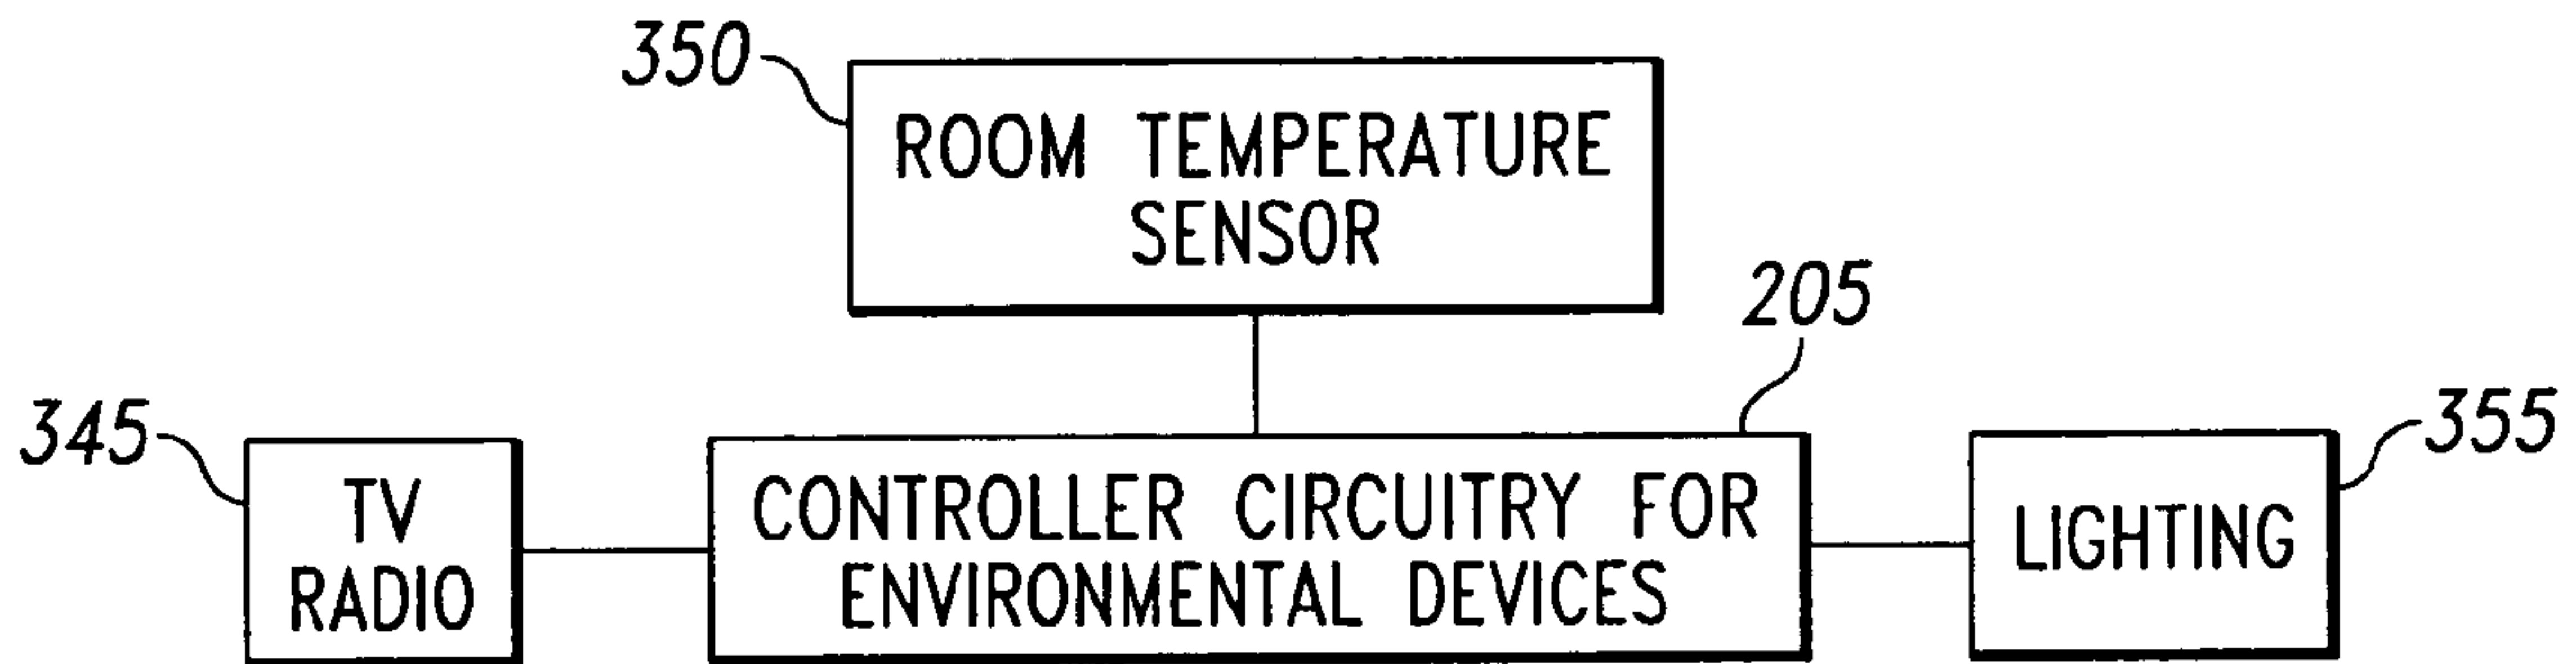 350
ROOM TEMPERATURE
SENSOR
205
345
TV
RADIO
CONTROLLER CIRCUITRY FOR
ENVIRONMENTAL DEVICES
355
LIGHTING